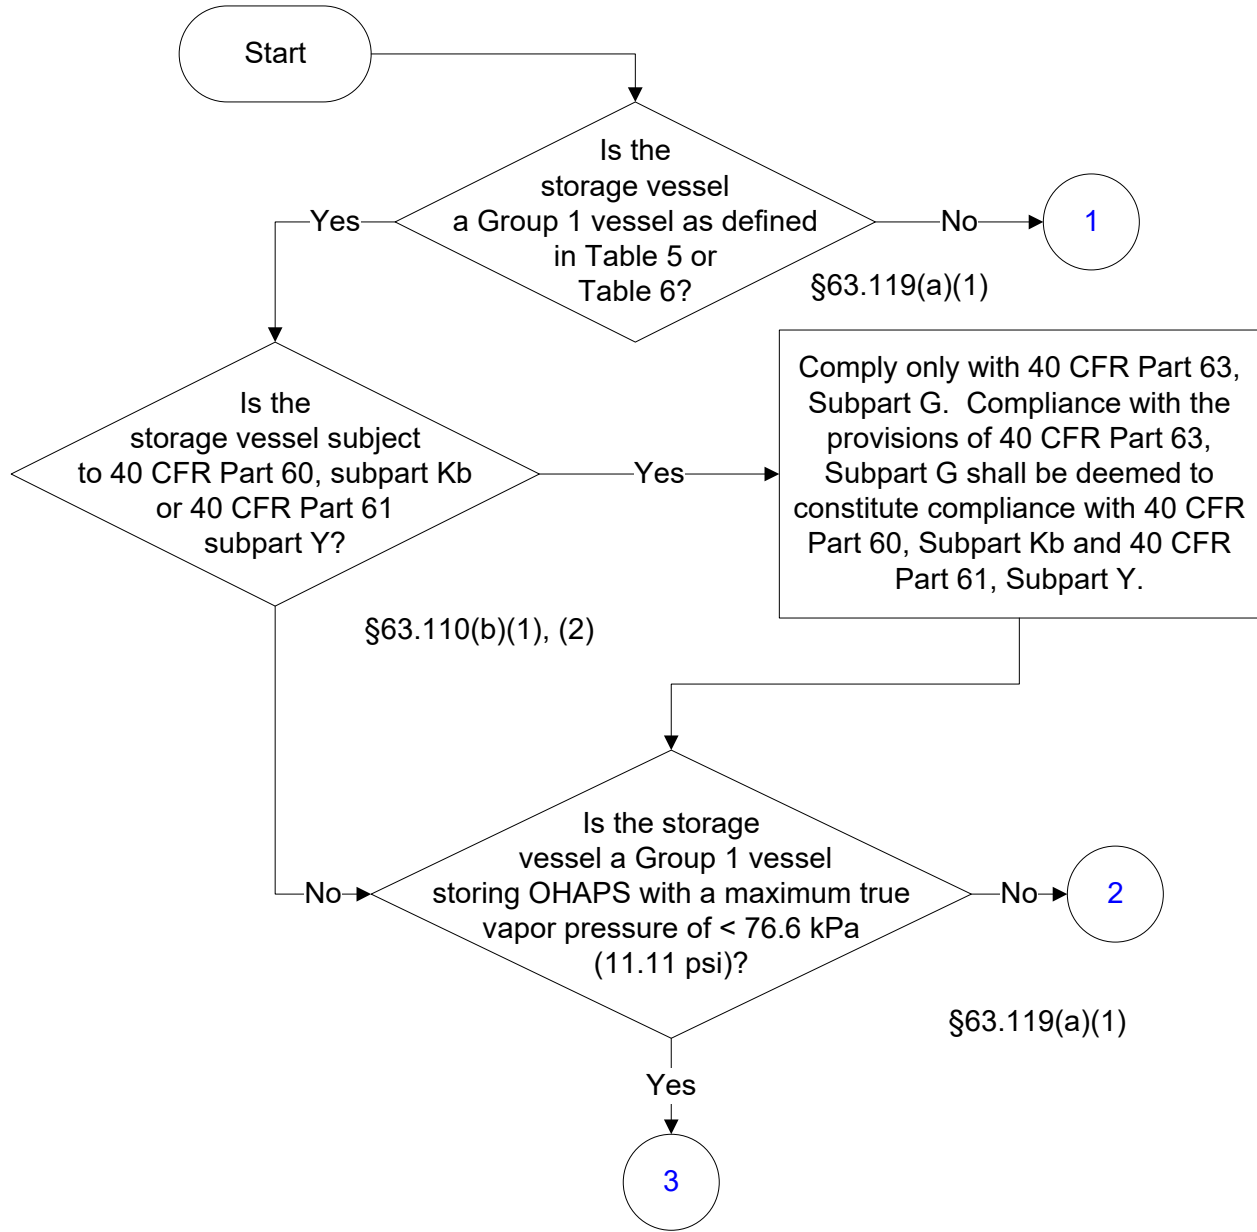 Start
Is the
storage vessel
a Group 1 vessel as defined
in Table 5 or
Table 6?
Yes
No
1
§63.119(a)(1)
Is the
storage vessel subject
to 40 CFR Part 60, subpart Kb
or 40 CFR Part 61
subpart Y?
Yes
Comply only with 40 CFR Part 63,
Subpart G.  Compliance with the
provisions of 40 CFR Part 63,
Subpart G shall be deemed to
constitute compliance with 40 CFR
Part 60, Subpart Kb and 40 CFR
Part 61, Subpart Y.
§63.110(b)(1), (2)
No
Is the storage
vessel a Group 1 vessel
storing OHAPS with a maximum true
vapor pressure of < 76.6 kPa
(11.11 psi)?
No
2
§63.119(a)(1)
Yes
3